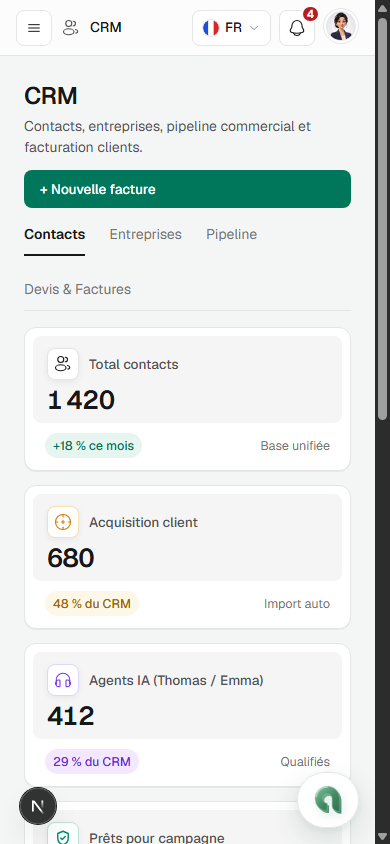 CRM
FR
4
CRM
Contacts, entreprises, pipeline commercial et
facturation clients.
+ Nouvelle facture
Contacts Entreprises Pipeline
Devis & Factures
Total contacts
1 420
+18 % ce mois Base unifiée
Acquisition client
680
48 % du CRM Import auto
Agents IA (Thomas / Emma)
412
29 % du CRM Qualifiés
N
Prêts pour campagne